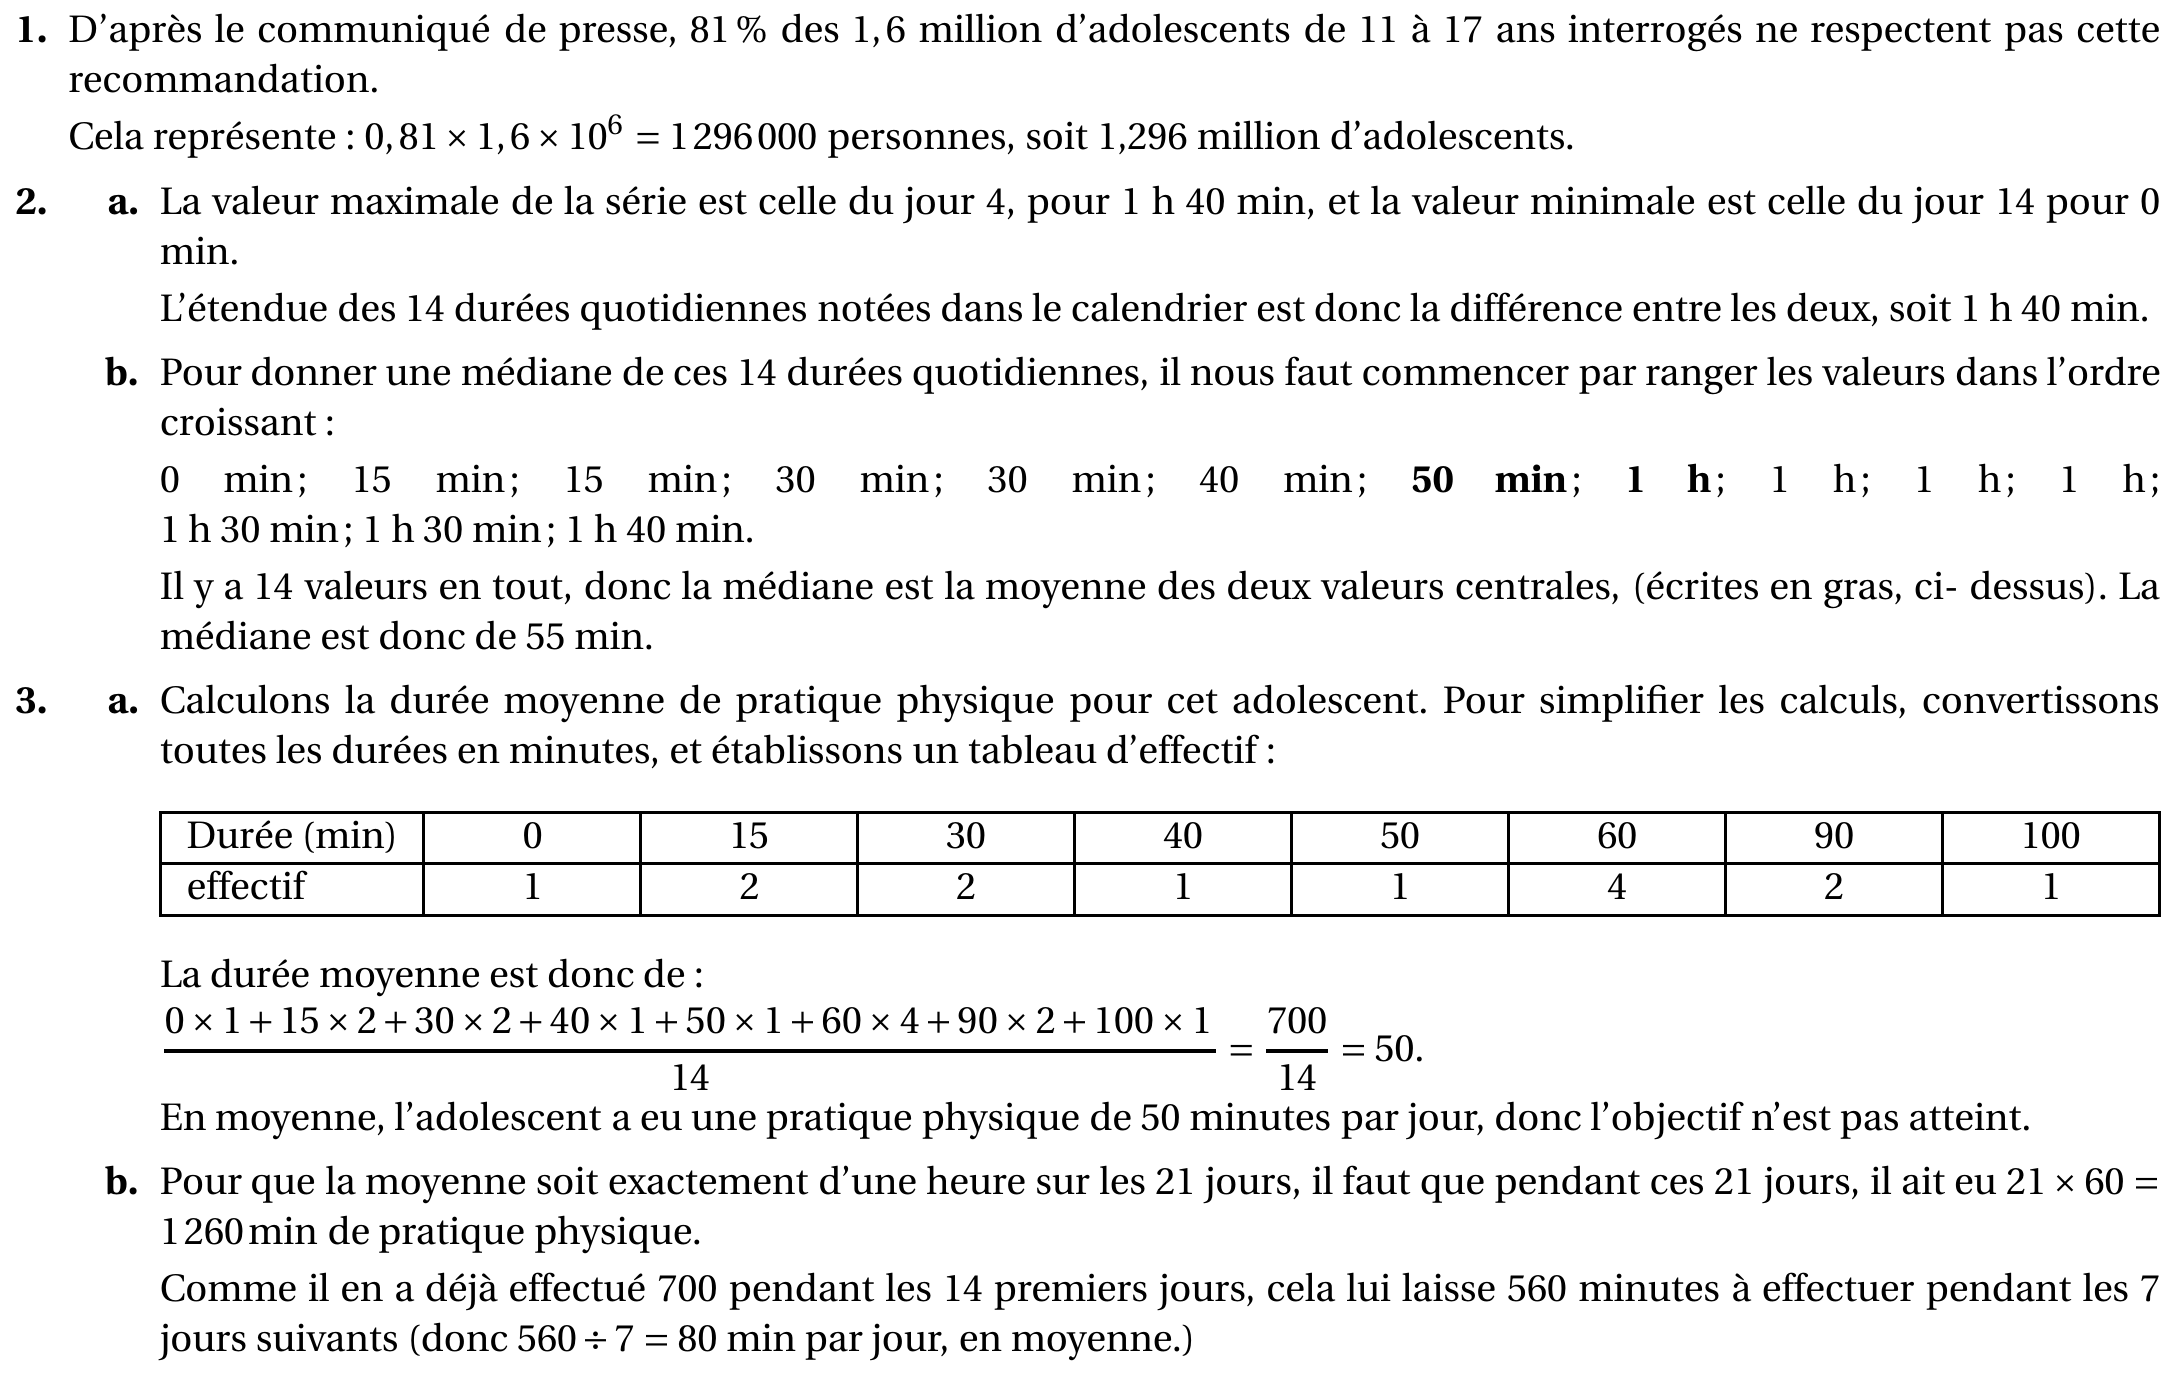 1. D’après le communiqué de presse, 81 % des 1,6 million d’adolescents de 11 à 17 ans interrogés ne respectent pas cette
recommandation.
Cela représente : 0,81 × 1,6 × 10⁶ = 1 296 000 personnes, soit 1,296 million d’adolescents.
2. a. La valeur maximale de la série est celle du jour 4, pour 1 h 40 min, et la valeur minimale est celle du jour 14 pour 0
min.
L’étendue des 14 durées quotidiennes notées dans le calendrier est donc la différence entre les deux, soit 1 h 40 min.
b. Pour donner une médiane de ces 14 durées quotidiennes, il nous faut commencer par ranger les valeurs dans l’ordre
croissant :
0 min ; 15 min ; 15 min ; 30 min ; 30 min ; 40 min ; 50 min ; 1 h ; 1 h ; 1 h ; 1 h ;
1 h 30 min ; 1 h 30 min ; 1 h 40 min.
Il y a 14 valeurs en tout, donc la médiane est la moyenne des deux valeurs centrales, (écrites en gras, ci- dessus). La
médiane est donc de 55 min.
3. a. Calculons la durée moyenne de pratique physique pour cet adolescent. Pour simplifier les calculs, convertissons
toutes les durées en minutes, et établissons un tableau d’effectif :
Durée (min) 0 15 30 40 50 60 90 100
effectif 1 2 2 1 1 4 2 1
La durée moyenne est donc de :
0 × 1 + 15 × 2 + 30 × 2 + 40 × 1 + 50 × 1 + 60 × 4 + 90 × 2 + 100 × 1 / 14 = 700 / 14 = 50.
En moyenne, l’adolescent a eu une pratique physique de 50 minutes par jour, donc l’objectif n’est pas atteint.
b. Pour que la moyenne soit exactement d’une heure sur les 21 jours, il faut que pendant ces 21 jours, il ait eu 21 × 60 =
1 260 min de pratique physique.
Comme il en a déjà effectué 700 pendant les 14 premiers jours, cela lui laisse 560 minutes à effectuer pendant les 7
jours suivants (donc 560 ÷ 7 = 80 min par jour, en moyenne.)